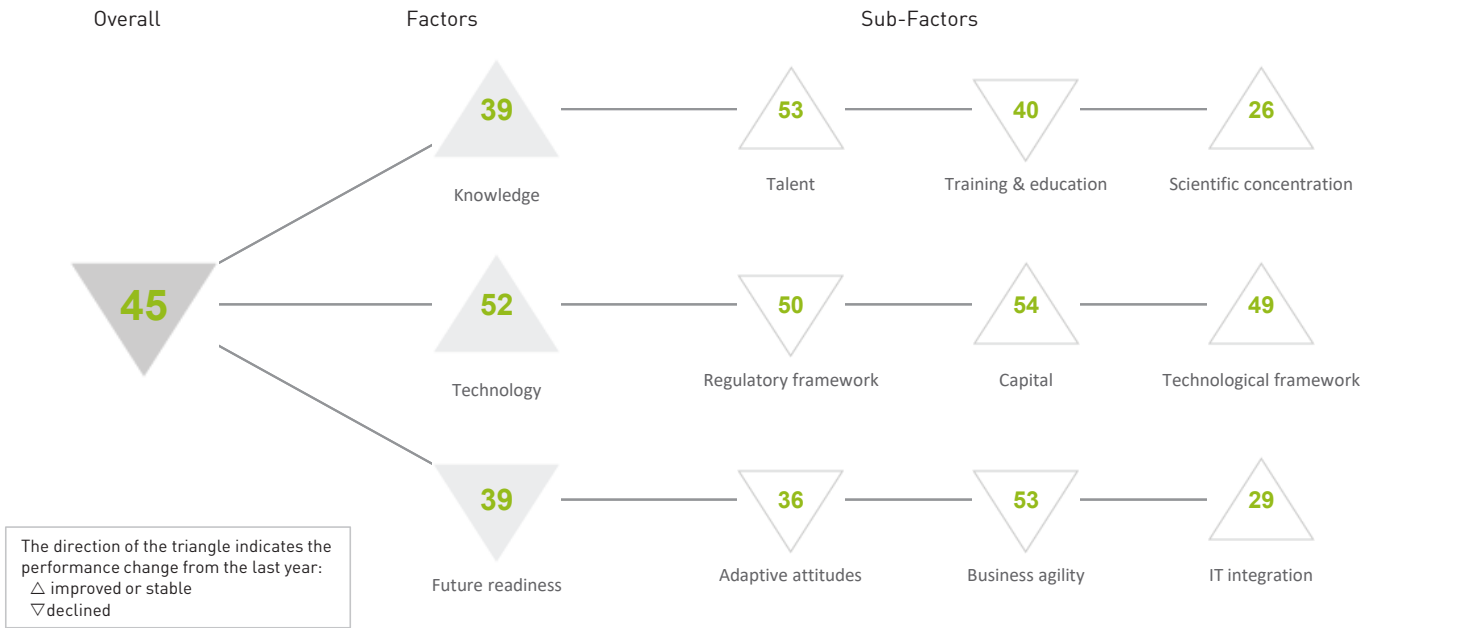 Overall
Factors
Sub-Factors
39
53
40
26
Knowledge
Talent
Training & education
Scientific concentration
45
52
50
54
49
Technology
Regulatory framework
Capital
Technological framework
39
36
53
29
Future readiness
Adaptive attitudes
Business agility
IT integration
The direction of the triangle indicates the
performance change from the last year:
△ improved or stable
▽declined